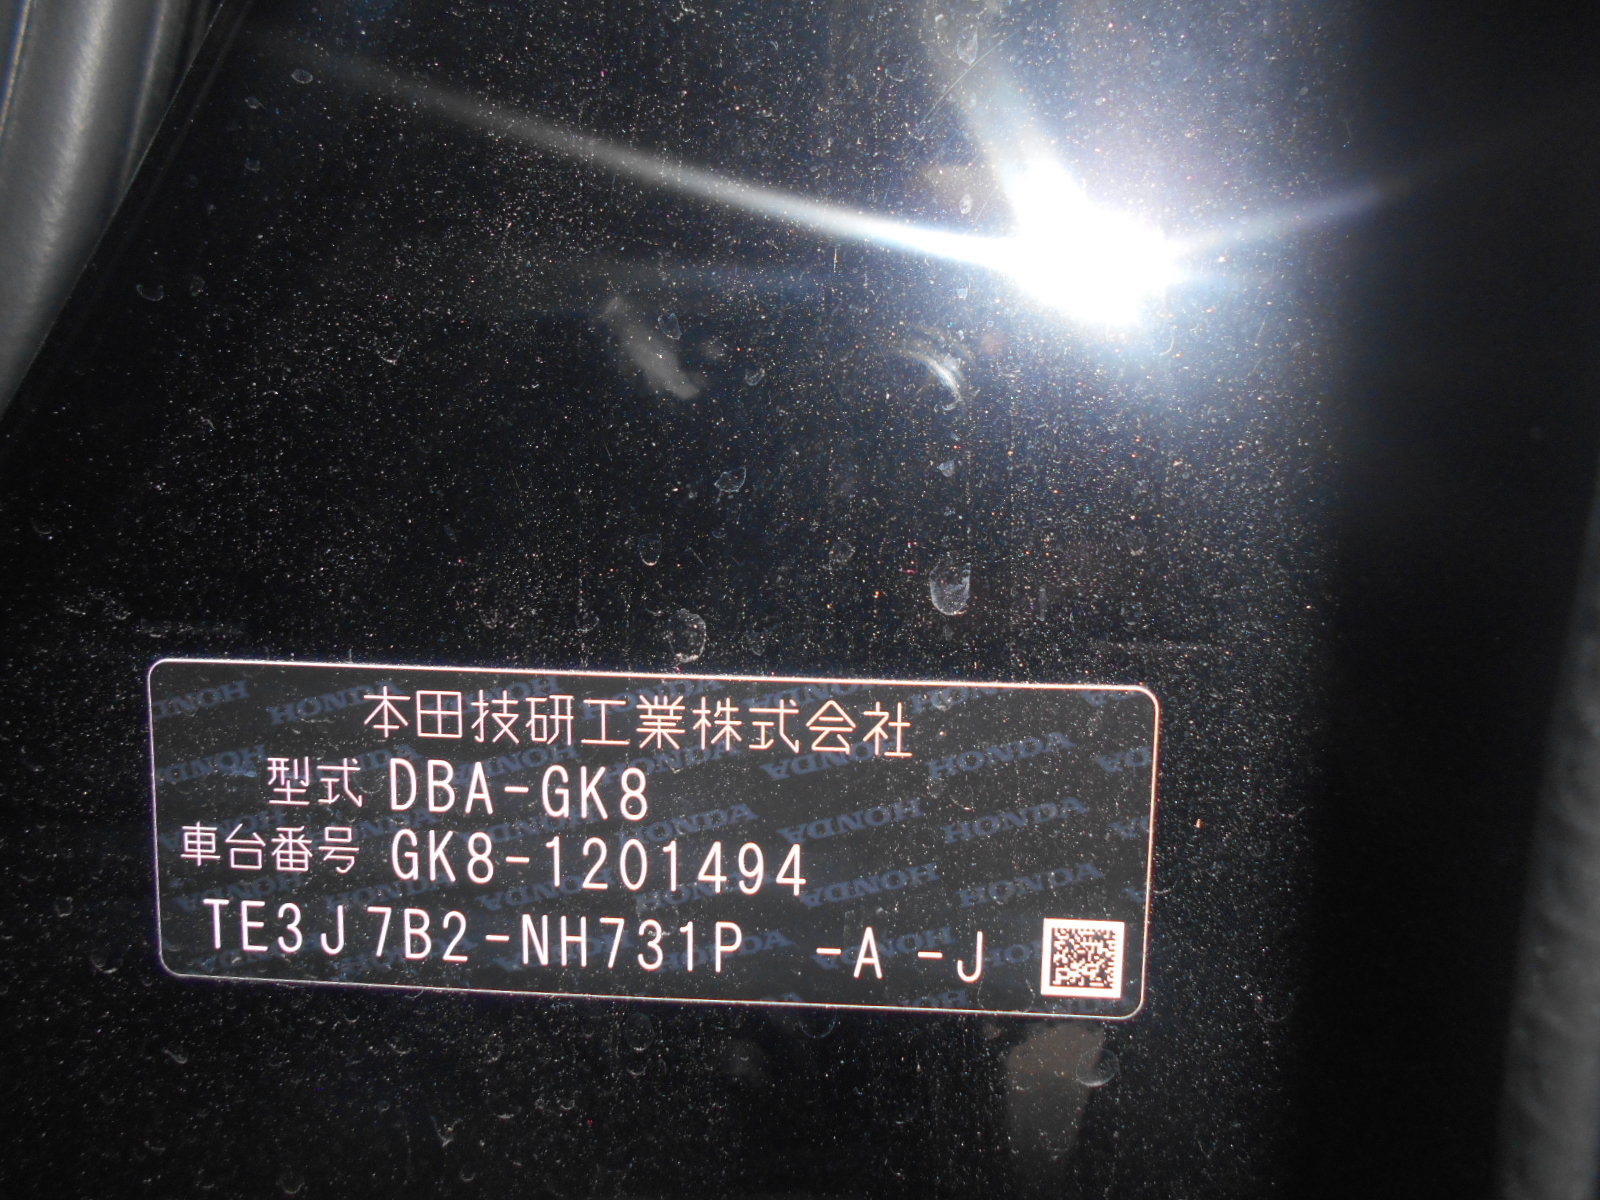 本田技研工業株式会社
型式 DBA-GK8
車台番号 GK8-1201494
TE3J7B2-NH731P -A -J